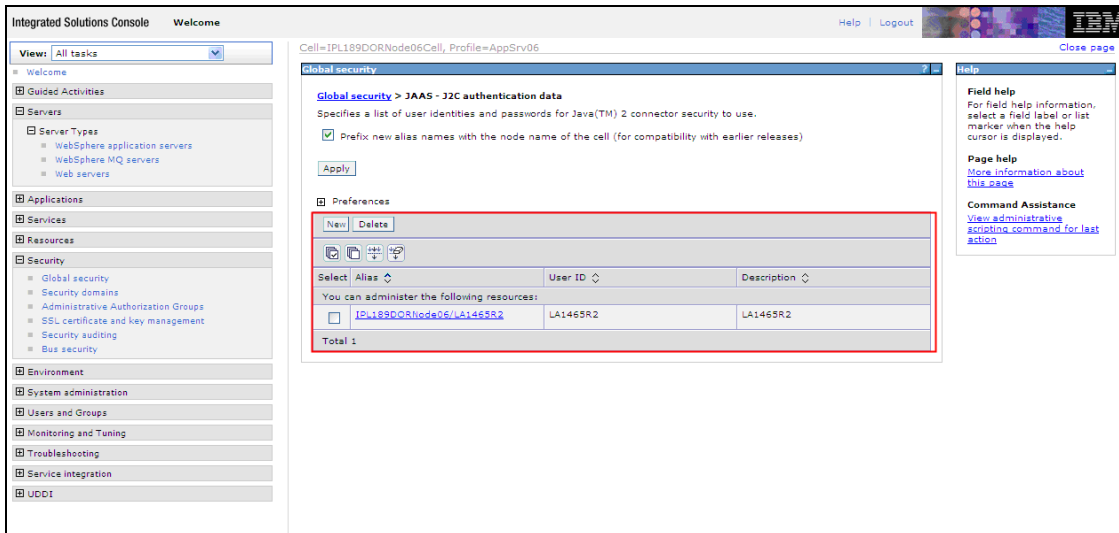 Integrated Solutions Console Welcome
Help | Logout
IBM
View: All tasks
Welcome
Guided Activities
Servers
Server Types
WebSphere application servers
WebSphere MQ servers
Web servers
Applications
Services
Resources
Security
Global security
Security domains
Administrative Authorization Groups
SSL certificate and key management
Security auditing
Bus security
Environment
System administration
Users and Groups
Monitoring and Tuning
Troubleshooting
Service integration
UDDI
Cell=IPL189DORNode06Cell, Profile=AppSrv06
Close page
Global security
? -
Global security > JAAS - J2C authentication data
Specifies a list of user identities and passwords for Java(TM) 2 connector security to use.
Prefix new alias names with the node name of the cell (for compatibility with earlier releases)
Apply
Preferences
New Delete
Select Alias User ID Description
You can administer the following resources:
IPL189DORNode06/LA1465R2 LA1465R2 LA1465R2
Total 1
Help -
Field help
For field help information,
select a field label or list
marker when the help
cursor is displayed.
Page help
More information about
this page
Command Assistance
View administrative
scripting command for last
action